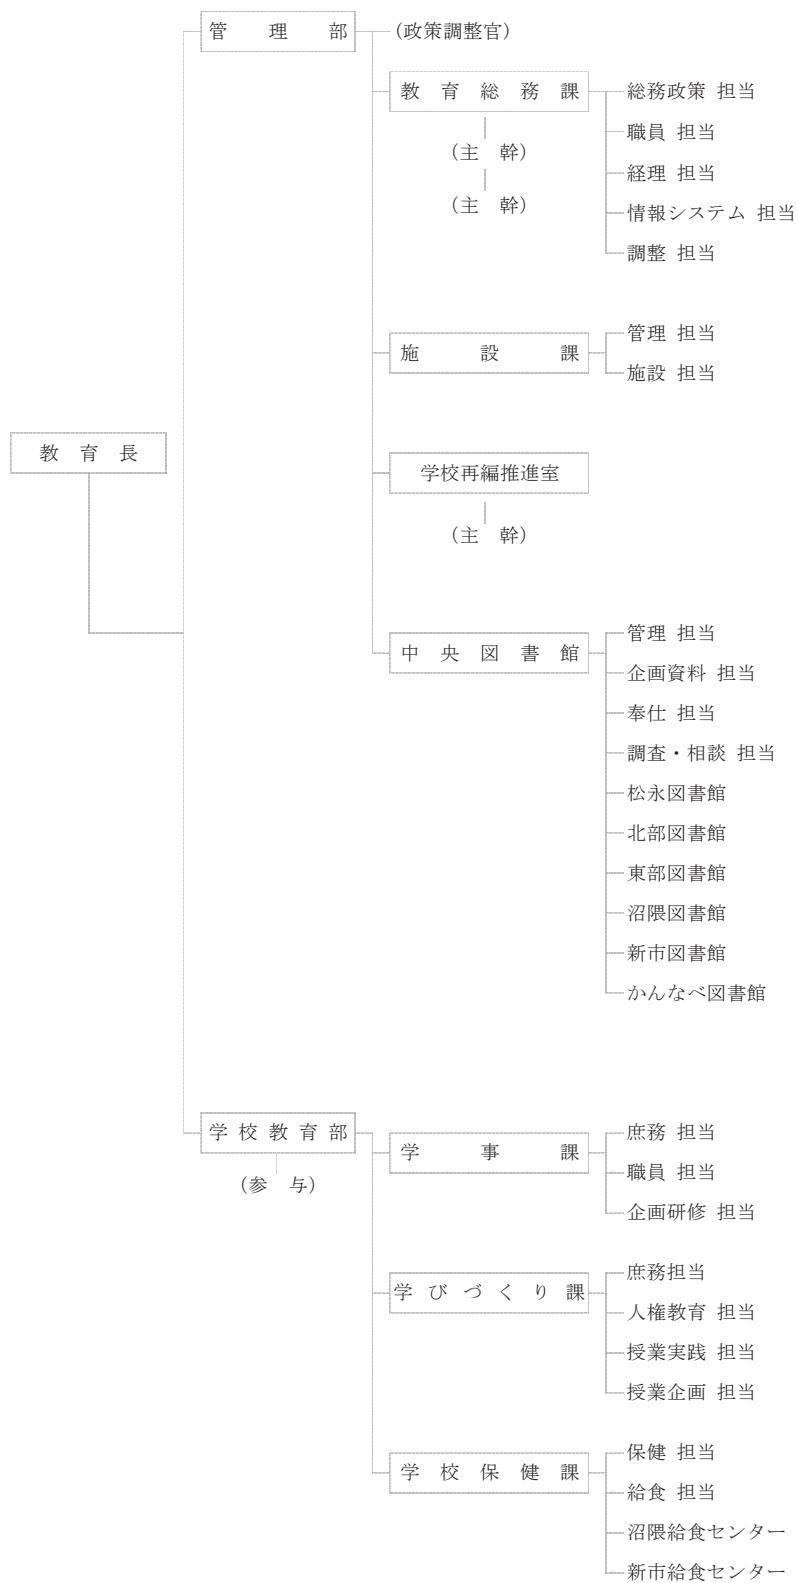 管理部
(政策調整官)
教育総務課
(主 幹)
(主 幹)
総務政策 担当
職員 担当
経理 担当
情報システム 担当
調整 担当
施設課
管理 担当
施設 担当
教育長
学校再編推進室
(主 幹)
中央図書館
管理 担当
企画資料 担当
奉仕 担当
調査・相談 担当
松永図書館
北部図書館
東部図書館
沼隈図書館
新市図書館
かんなべ図書館
学校教育部
(参 与)
学事課
庶務 担当
職員 担当
企画研修 担当
学びづくり課
庶務担当
人権教育 担当
授業実践 担当
授業企画 担当
学校保健課
保健 担当
給食 担当
沼隈給食センター
新市給食センター